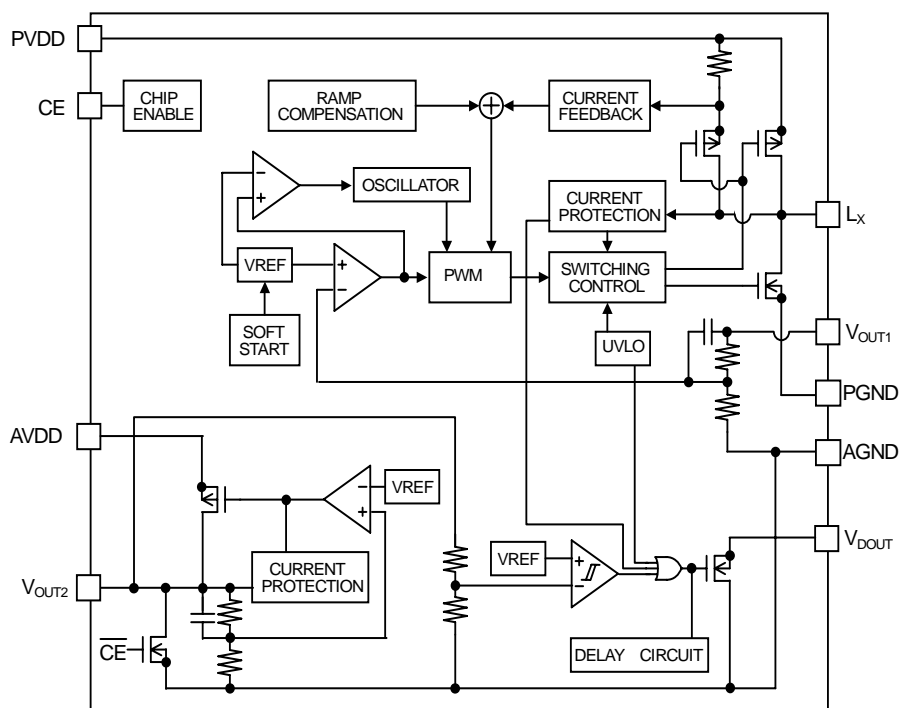 PVDD
CE
CHIP
ENABLE
RAMP
COMPENSATION
+
CURRENT
FEEDBACK
−
+
OSCILLATOR
CURRENT
PROTECTION
LX
VREF
+
−
PWM
SWITCHING
CONTROL
SOFT
START
UVLO
VOUT1
PGND
AVDD
AGND
−
+
VREF
VREF
+
−
VDOUT
VOUT2
CURRENT
PROTECTION
CE
DELAY CIRCUIT